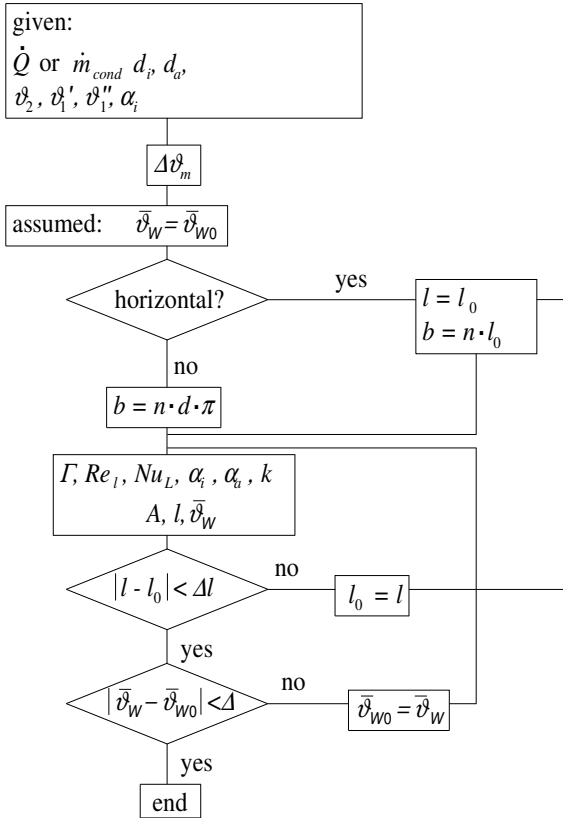 given:
Q̇ or ṁ_cond d_i, d_a,
ϑ_2, ϑ_1', ϑ_1'', α_i
Δϑ_m
assumed: ϑ̅_W = ϑ̅_W0
horizontal?
yes
l = l_0
b = n·l_0
no
b = n·d·π
Γ, Re_l, Nu_L, α_i, α_a, k
A, l, ϑ̅_W
|l - l_0| < Δl
no
l_0 = l
yes
|ϑ̅_W – ϑ̅_W0| < Δ
no
ϑ̅_W0 = ϑ̅_W
yes
end